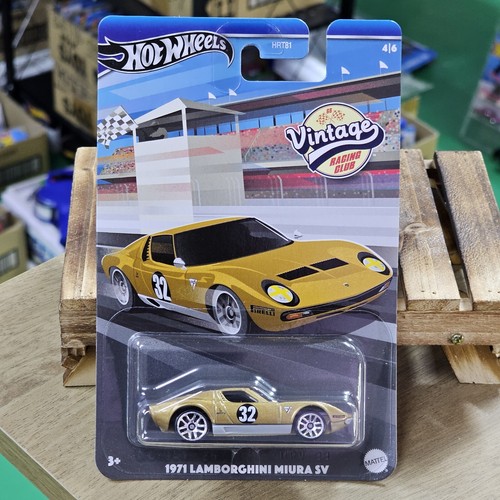 Hot Wheels
HRT81
4|6
Vintage
RACING
CLUB
32
PIRELLI
32
3+
1971 LAMBORGHINI MIURA SV
MATTEL